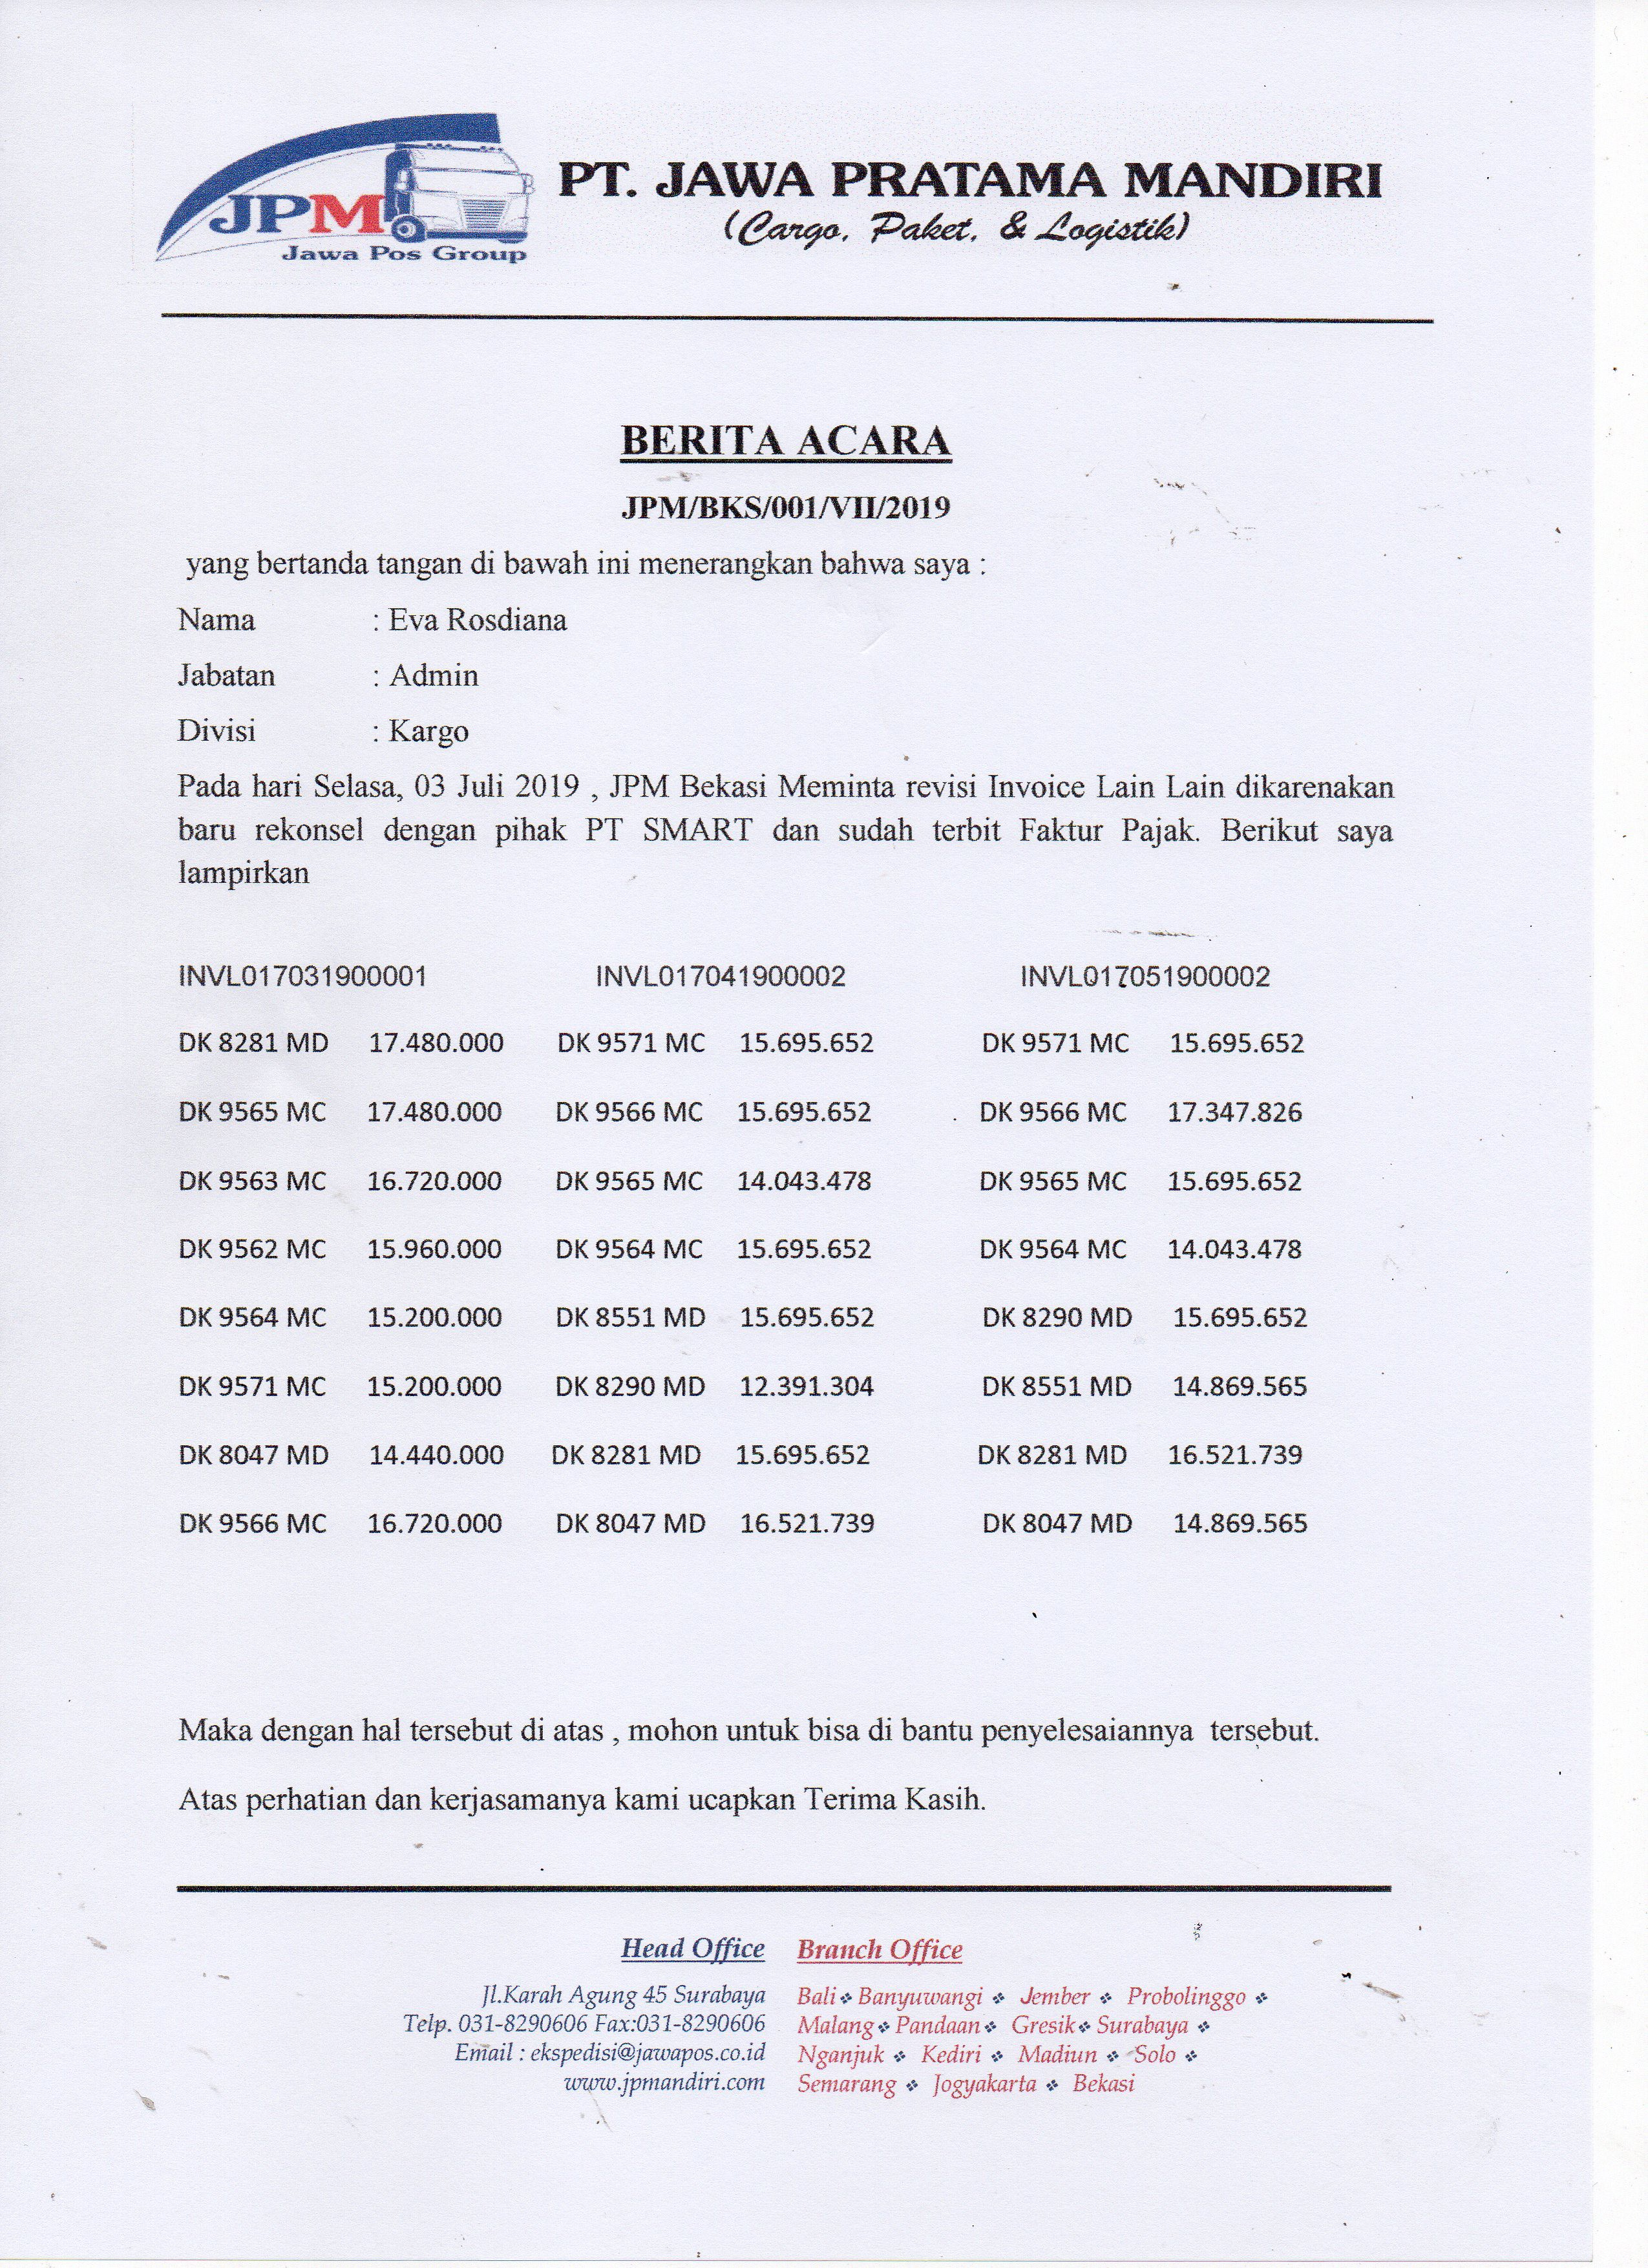 JPM
Jawa Pos Group
PT. JAWA PRATAMA MANDIRI
(Cargo, Paket, & Logistik)
BERITA ACARA
JPM/BKS/001/VII/2019
yang bertanda tangan di bawah ini menerangkan bahwa saya :
Nama : Eva Rosdiana
Jabatan : Admin
Divisi : Kargo
Pada hari Selasa, 03 Juli 2019 , JPM Bekasi Meminta revisi Invoice Lain Lain dikarenakan
baru rekonsel dengan pihak PT SMART dan sudah terbit Faktur Pajak. Berikut saya
lampirkan
INVL017031900001 INVL017041900002 INVL017051900002
DK 8281 MD 17.480.000 DK 9571 MC 15.695.652 DK 9571 MC 15.695.652
DK 9565 MC 17.480.000 DK 9566 MC 15.695.652 DK 9566 MC 17.347.826
DK 9563 MC 16.720.000 DK 9565 MC 14.043.478 DK 9565 MC 15.695.652
DK 9562 MC 15.960.000 DK 9564 MC 15.695.652 DK 9564 MC 14.043.478
DK 9564 MC 15.200.000 DK 8551 MD 15.695.652 DK 8290 MD 15.695.652
DK 9571 MC 15.200.000 DK 8290 MD 12.391.304 DK 8551 MD 14.869.565
DK 8047 MD 14.440.000 DK 8281 MD 15.695.652 DK 8281 MD 16.521.739
DK 9566 MC 16.720.000 DK 8047 MD 16.521.739 DK 8047 MD 14.869.565
Maka dengan hal tersebut di atas , mohon untuk bisa di bantu penyelesaiannya tersebut.
Atas perhatian dan kerjasamanya kami ucapkan Terima Kasih.
Head Office
Jl.Karah Agung 45 Surabaya
Telp. 031-8290606 Fax:031-8290606
Email : ekspedisi@jawapos.co.id
www.jpmandiri.com
Branch Office
Bali ❖ Banyuwangi ❖ Jember ❖ Probolinggo ❖
Malang ❖ Pandaan ❖ Gresik ❖ Surabaya ❖
Nganjuk ❖ Kediri ❖ Madiun ❖ Solo ❖
Semarang ❖ Jogyakarta ❖ Bekasi